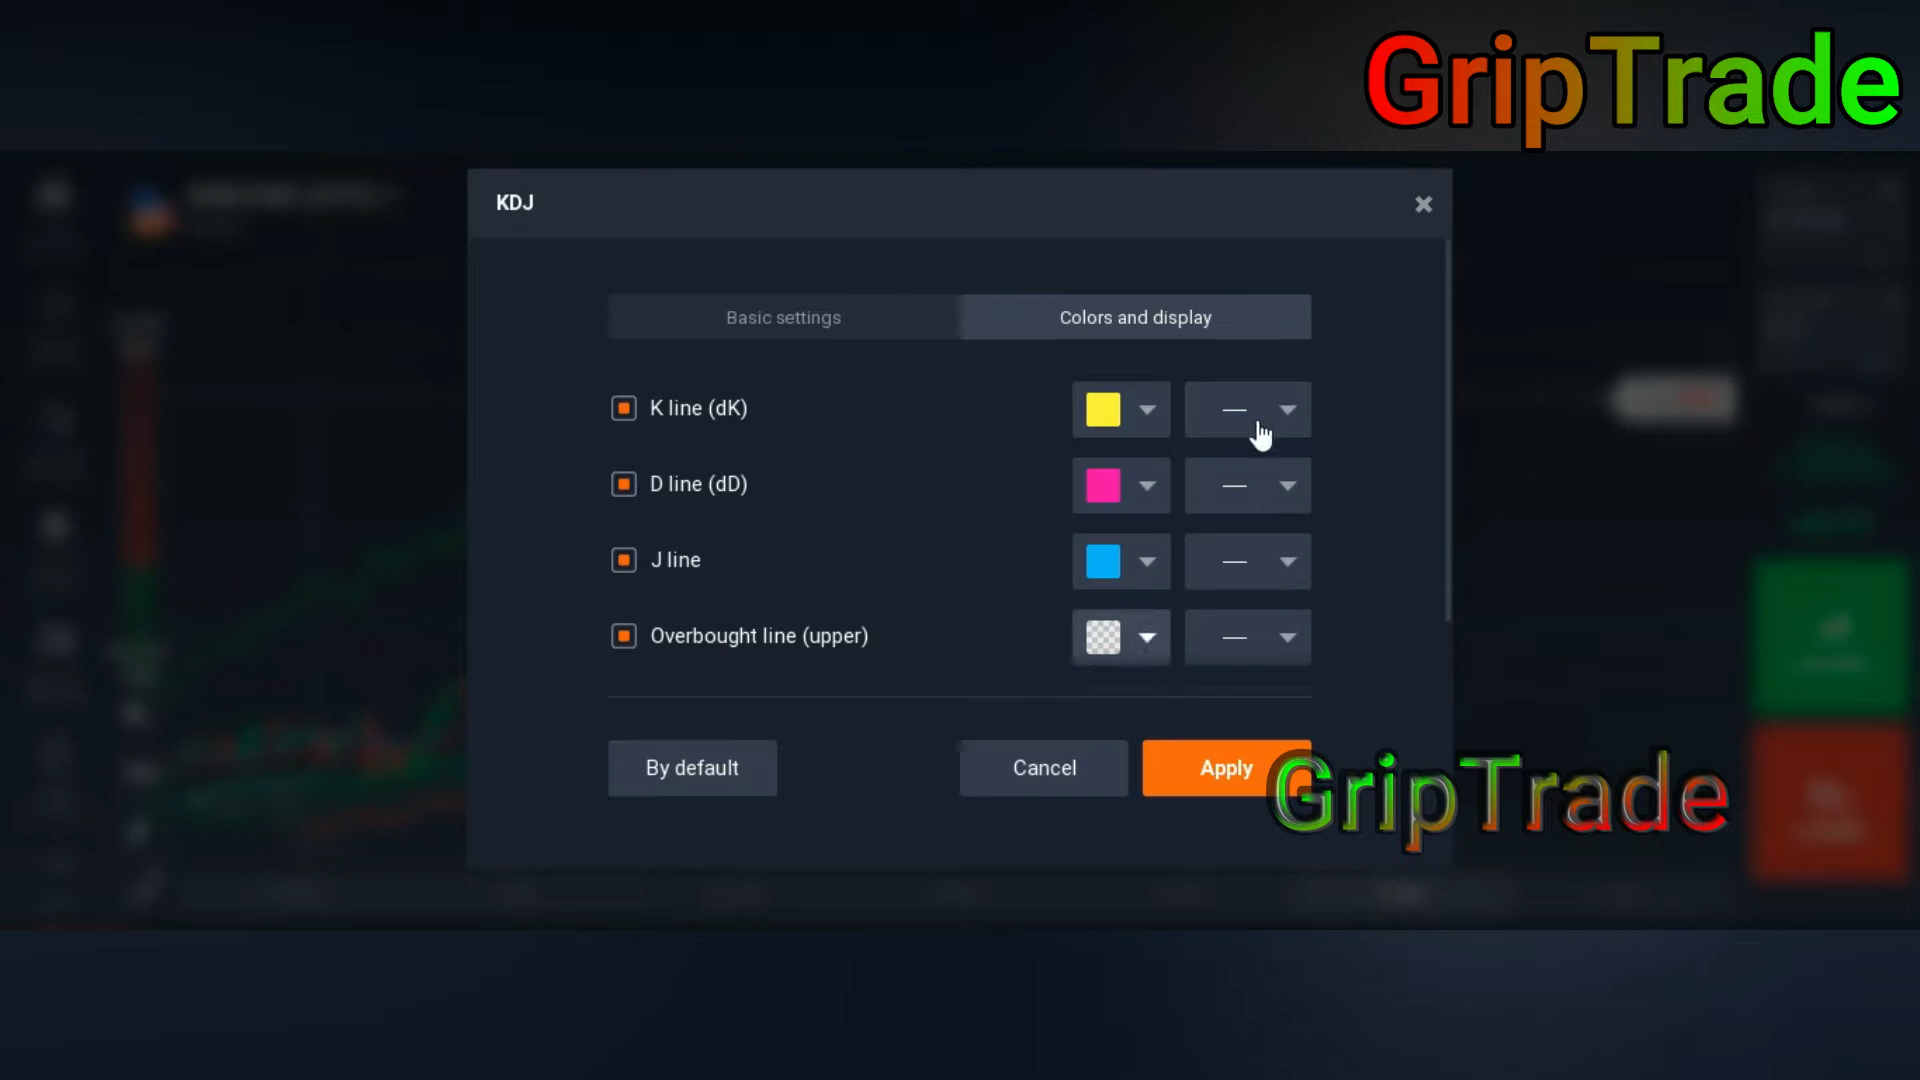 GripTrade
KDJ
Basic settings
Colors and display
K line (dK)
D line (dD)
J line
Overbought line (upper)
By default
Cancel
Apply
GripTrade